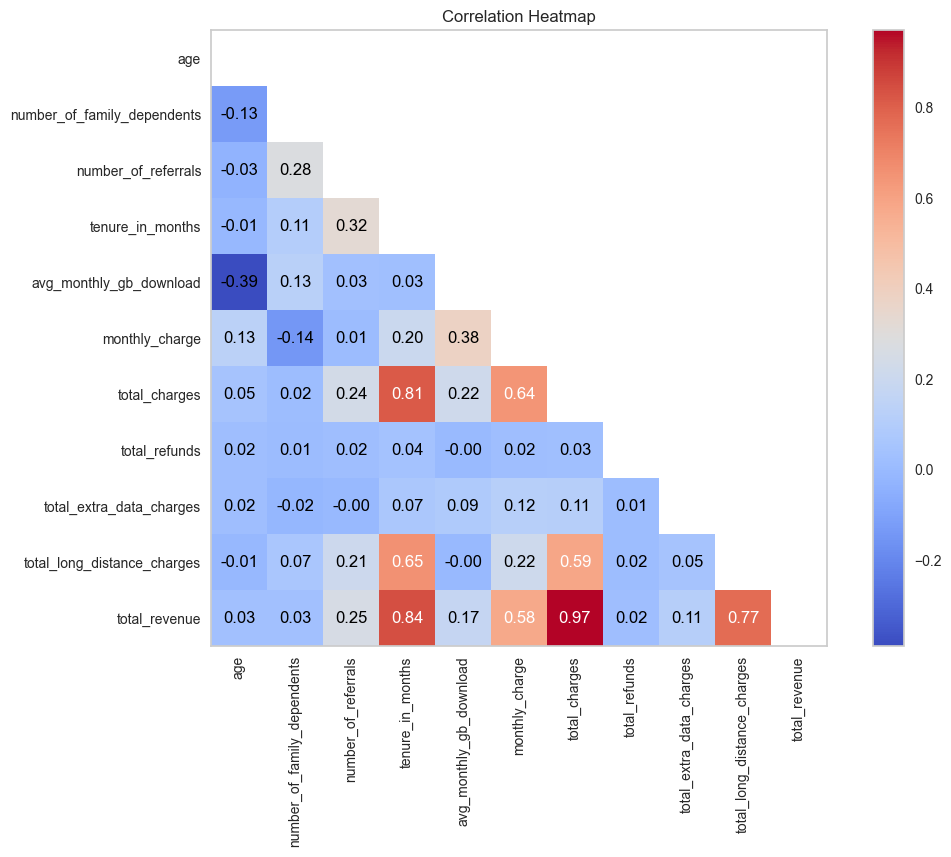 Correlation Heatmap
age
number_of_family_dependents -0.13
number_of_referrals -0.03 0.28
tenure_in_months -0.01 0.11 0.32
avg_monthly_gb_download -0.39 0.13 0.03 0.03
monthly_charge 0.13 -0.14 0.01 0.20 0.38
total_charges 0.05 0.02 0.24 0.81 0.22 0.64
total_refunds 0.02 0.01 0.02 0.04 -0.00 0.02 0.03
total_extra_data_charges 0.02 -0.02 -0.00 0.07 0.09 0.12 0.11 0.01
total_long_distance_charges -0.01 0.07 0.21 0.65 -0.00 0.22 0.59 0.02 0.05
total_revenue 0.03 0.03 0.25 0.84 0.17 0.58 0.97 0.02 0.11 0.77
age
number_of_family_dependents
number_of_referrals
tenure_in_months
avg_monthly_gb_download
monthly_charge
total_charges
total_refunds
total_extra_data_charges
total_long_distance_charges
total_revenue
0.8
0.6
0.4
0.2
0.0
−0.2